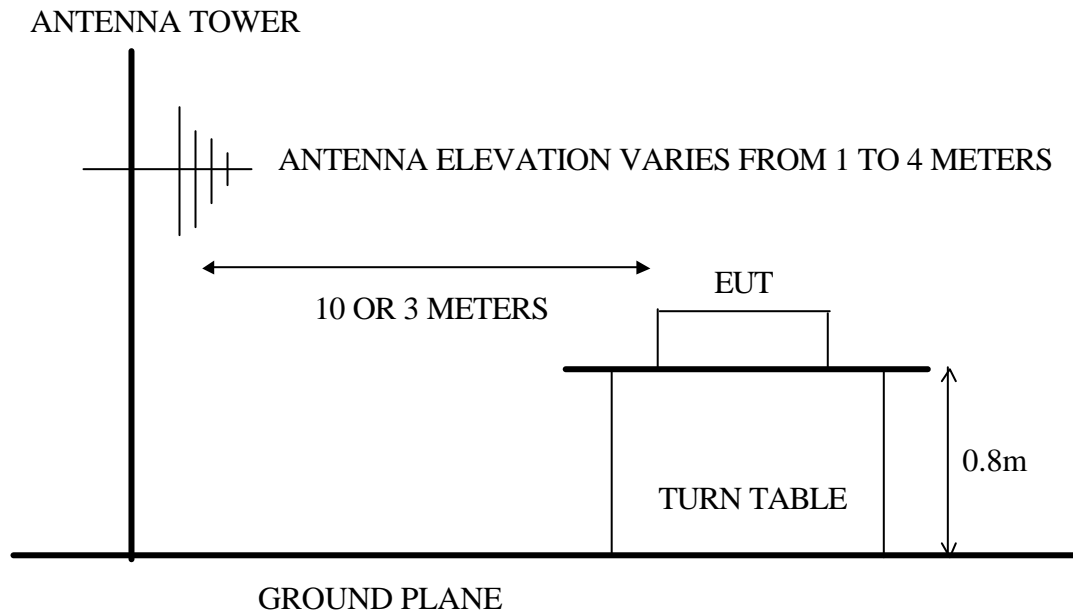 ANTENNA TOWER
ANTENNA ELEVATION VARIES FROM 1 TO 4 METERS
EUT
10 OR 3 METERS
0.8m
TURN TABLE
GROUND PLANE